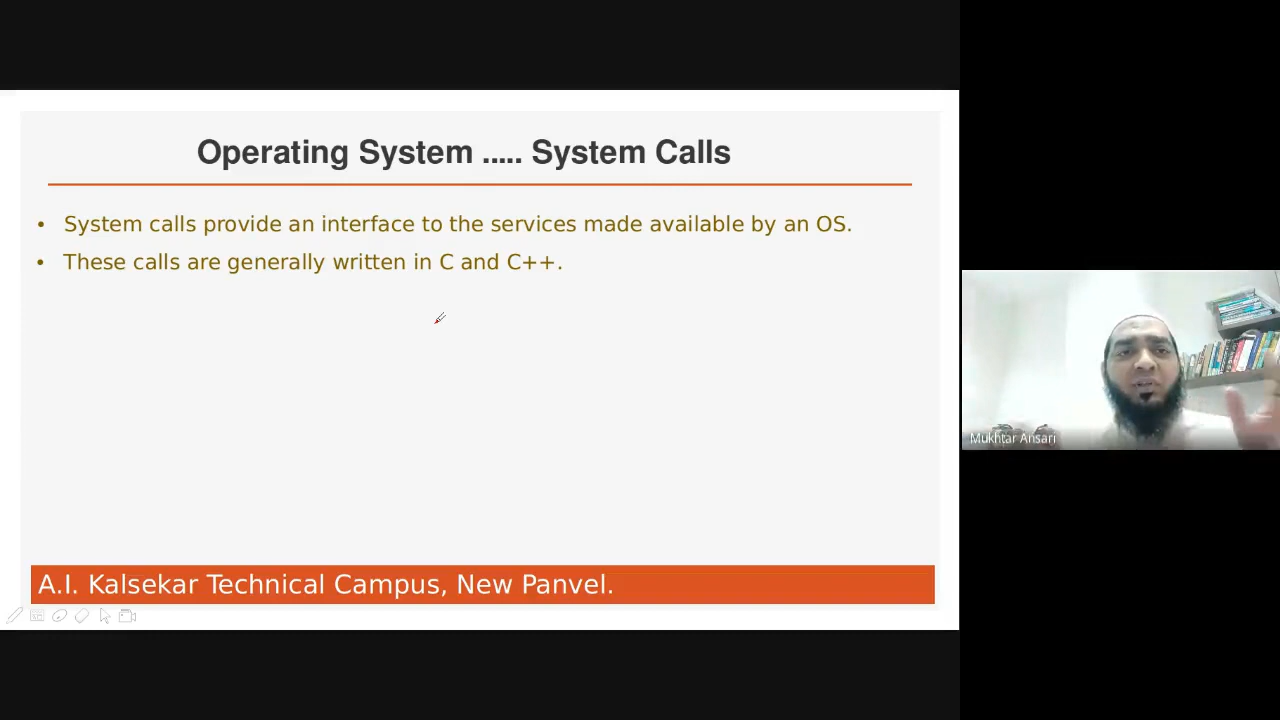 Operating System ..... System Calls
• System calls provide an interface to the services made available by an OS.
• These calls are generally written in C and C++.
A.I. Kalsekar Technical Campus, New Panvel.
Mukhtar Ansari